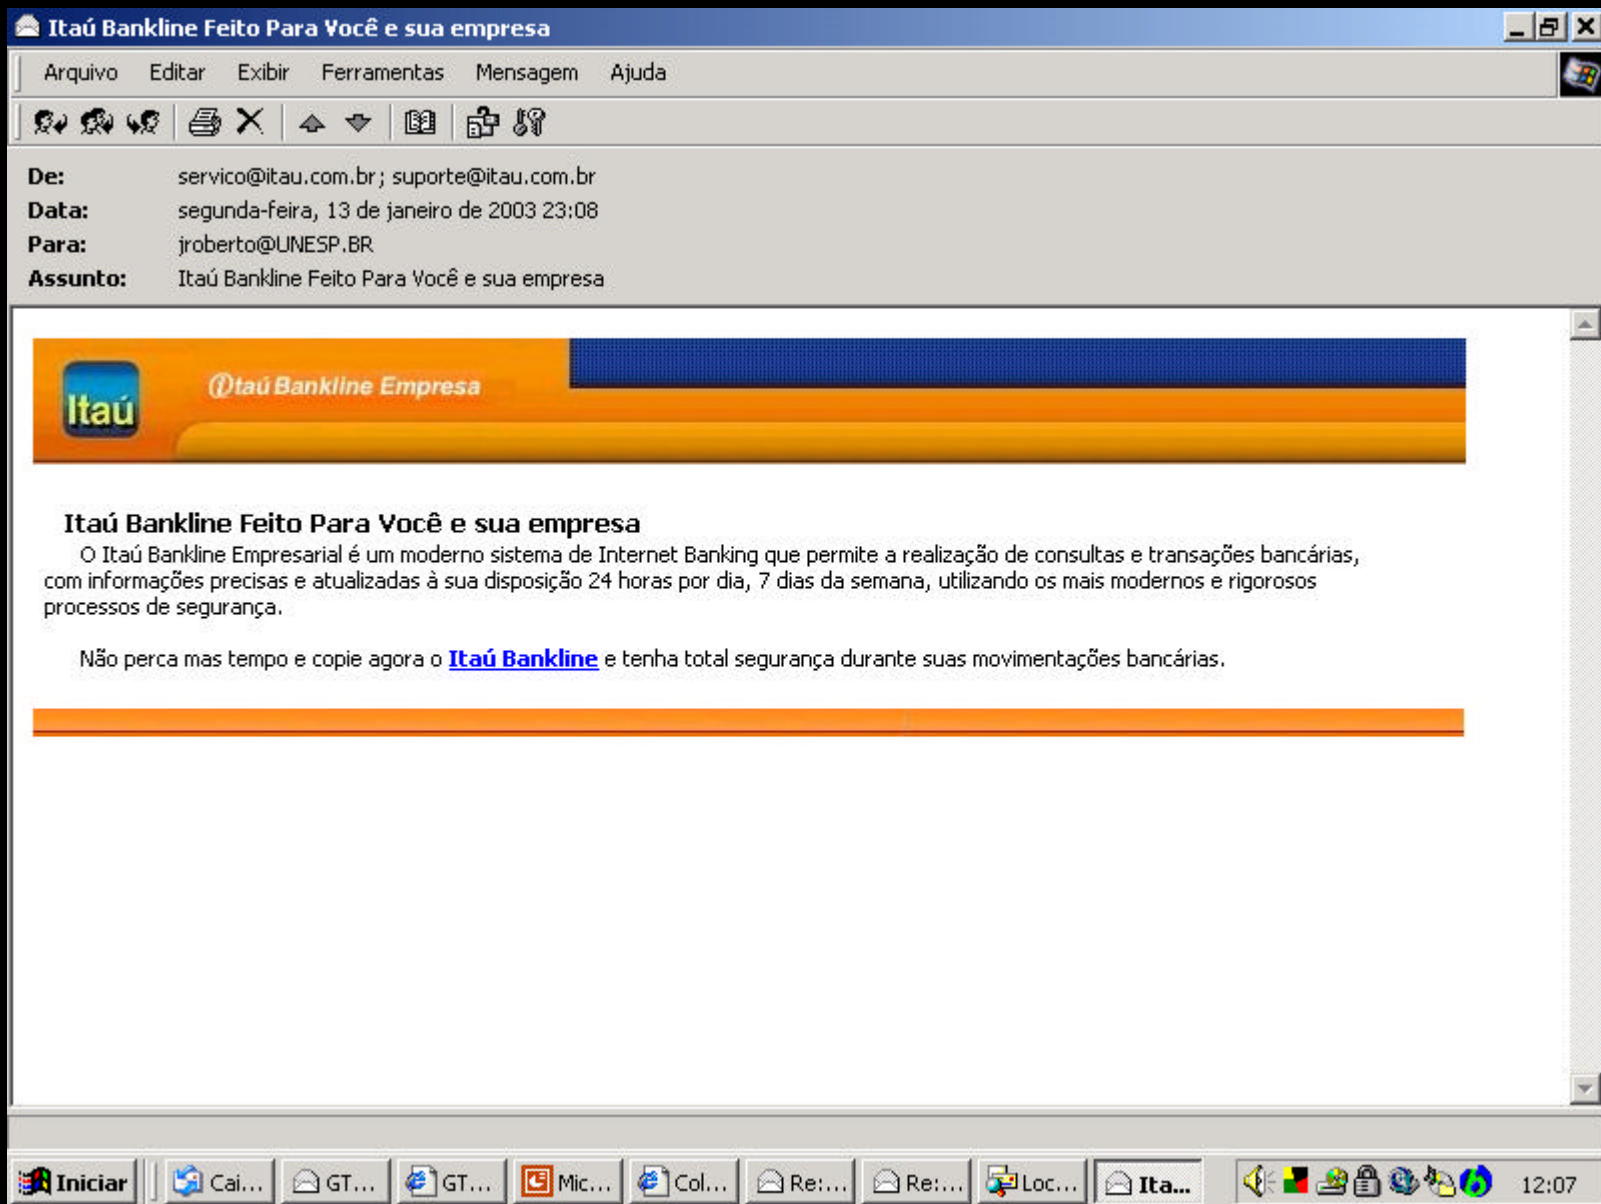 Itaú Bankline Feito Para Você e sua empresa
Arquivo Editar Exibir Ferramentas Mensagem Ajuda
De: servico@itau.com.br; suporte@itau.com.br
Data: segunda-feira, 13 de janeiro de 2003 23:08
Para: jroberto@UNESP.BR
Assunto: Itaú Bankline Feito Para Você e sua empresa
Itaú
Itaú Bankline Empresa
Itaú Bankline Feito Para Você e sua empresa
O Itaú Bankline Empresarial é um moderno sistema de Internet Banking que permite a realização de consultas e transações bancárias,
com informações precisas e atualizadas à sua disposição 24 horas por dia, 7 dias da semana, utilizando os mais modernos e rigorosos
processos de segurança.
Não perca mas tempo e copie agora o Itaú Bankline e tenha total segurança durante suas movimentações bancárias.
Iniciar Cai... GT... GT... Mic... Col... Re:... Re:... Loc... Ita... 12:07